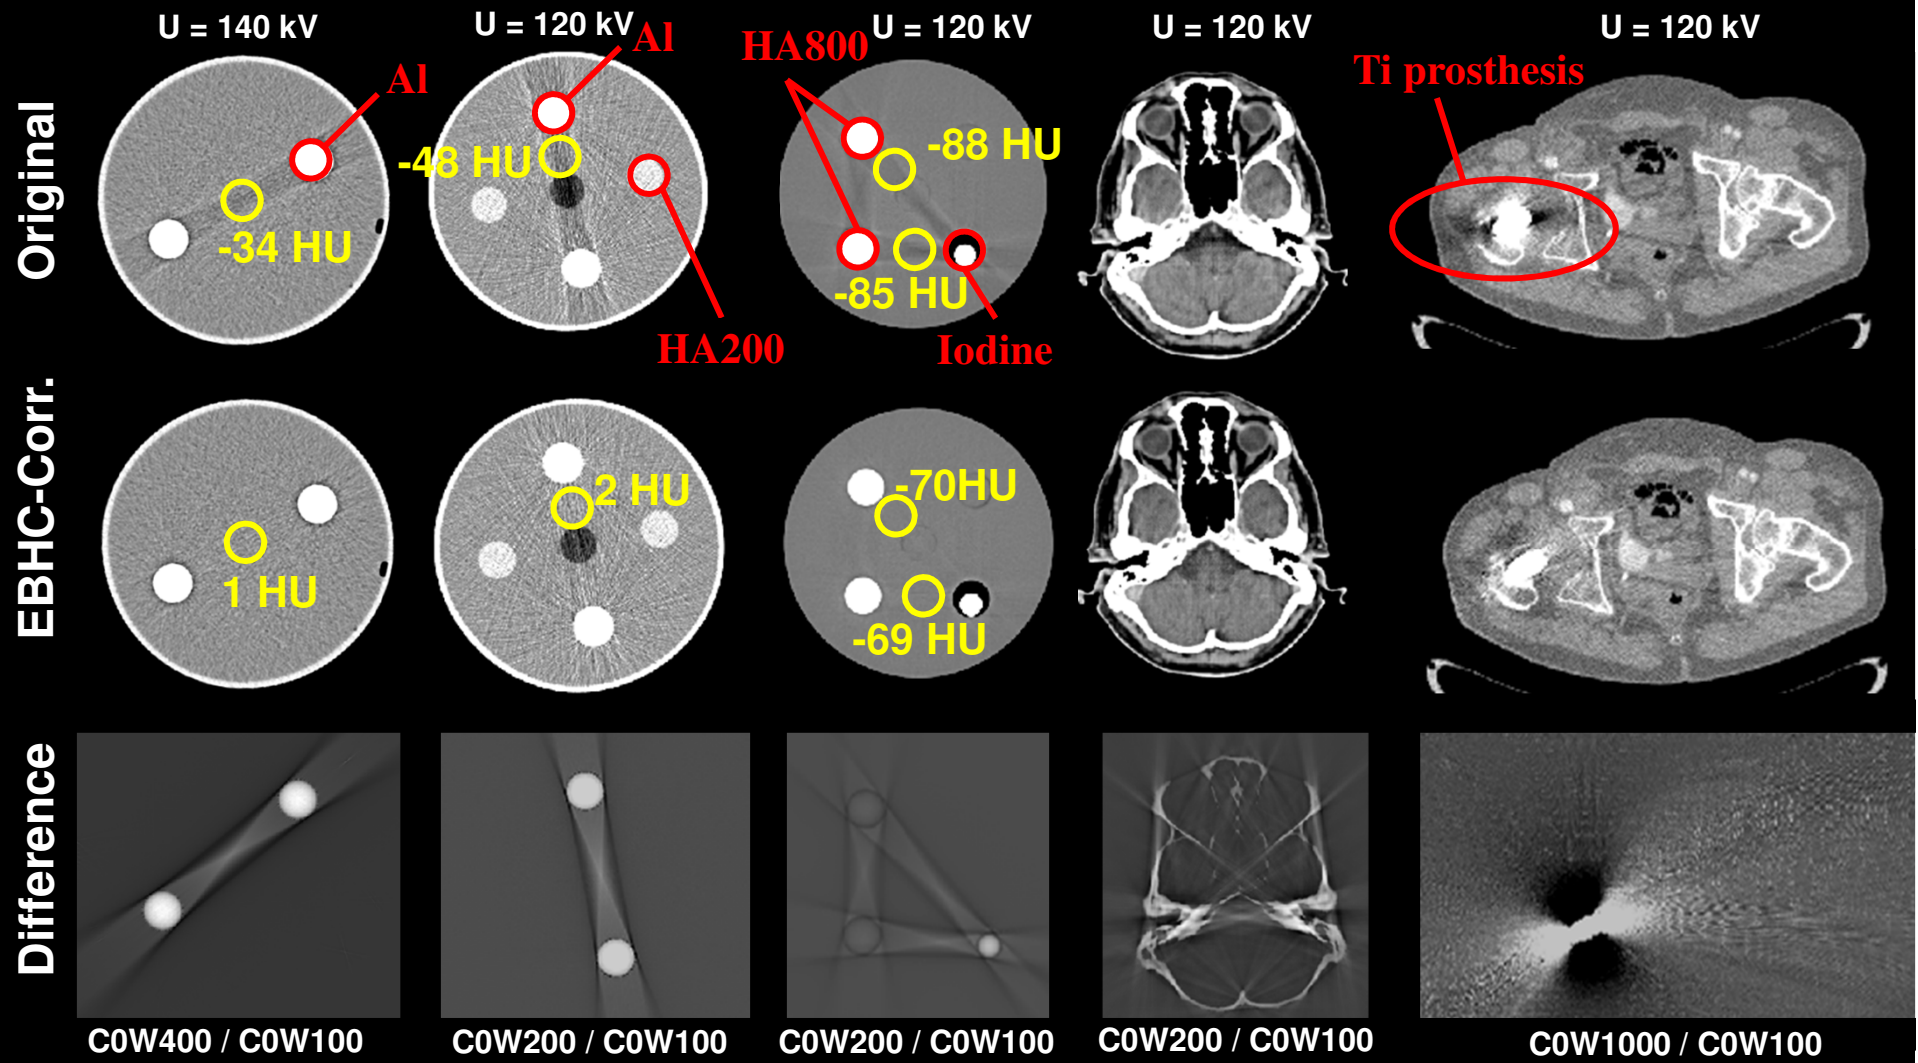 U = 140 kV
U = 120 kV
U = 120 kV
U = 120 kV
U = 120 kV
Original
Al
-34 HU
Al
-48 HU
HA200
HA800
-88 HU
-85 HU
Iodine
Ti prosthesis
EBHC-Corr.
1 HU
2 HU
-70HU
-69 HU
Difference
C0W400 / C0W100
C0W200 / C0W100
C0W200 / C0W100
C0W200 / C0W100
C0W1000 / C0W100